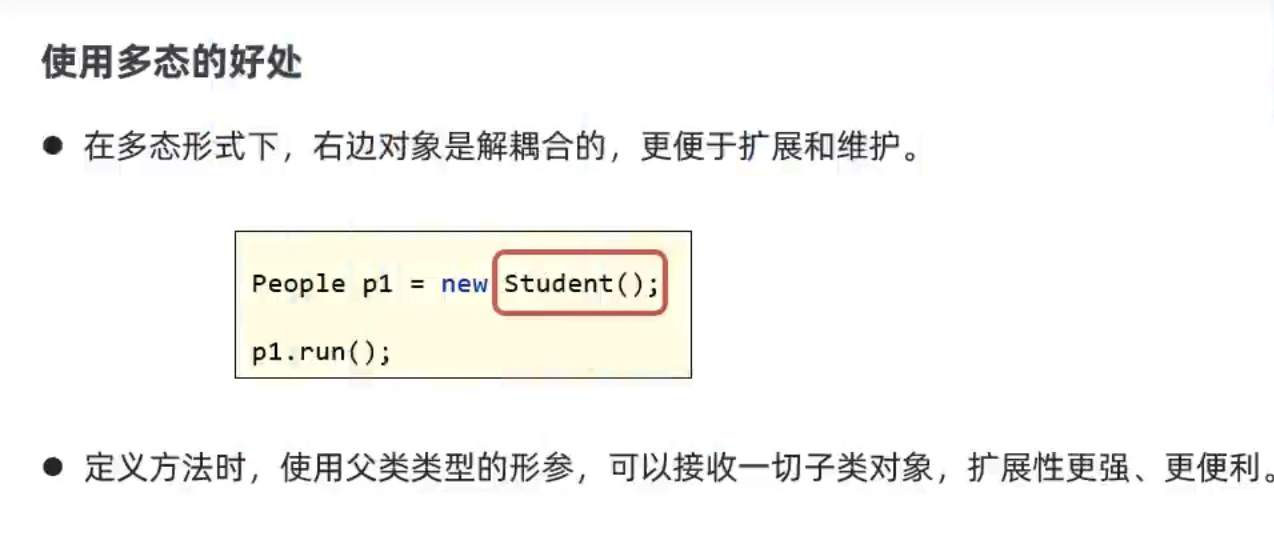 使用多态的好处
● 在多态形式下，右边对象是解耦合的，更便于扩展和维护。
People p1 = new Student();
p1.run();
● 定义方法时，使用父类类型的形参，可以接收一切子类对象，扩展性更强、更便利。